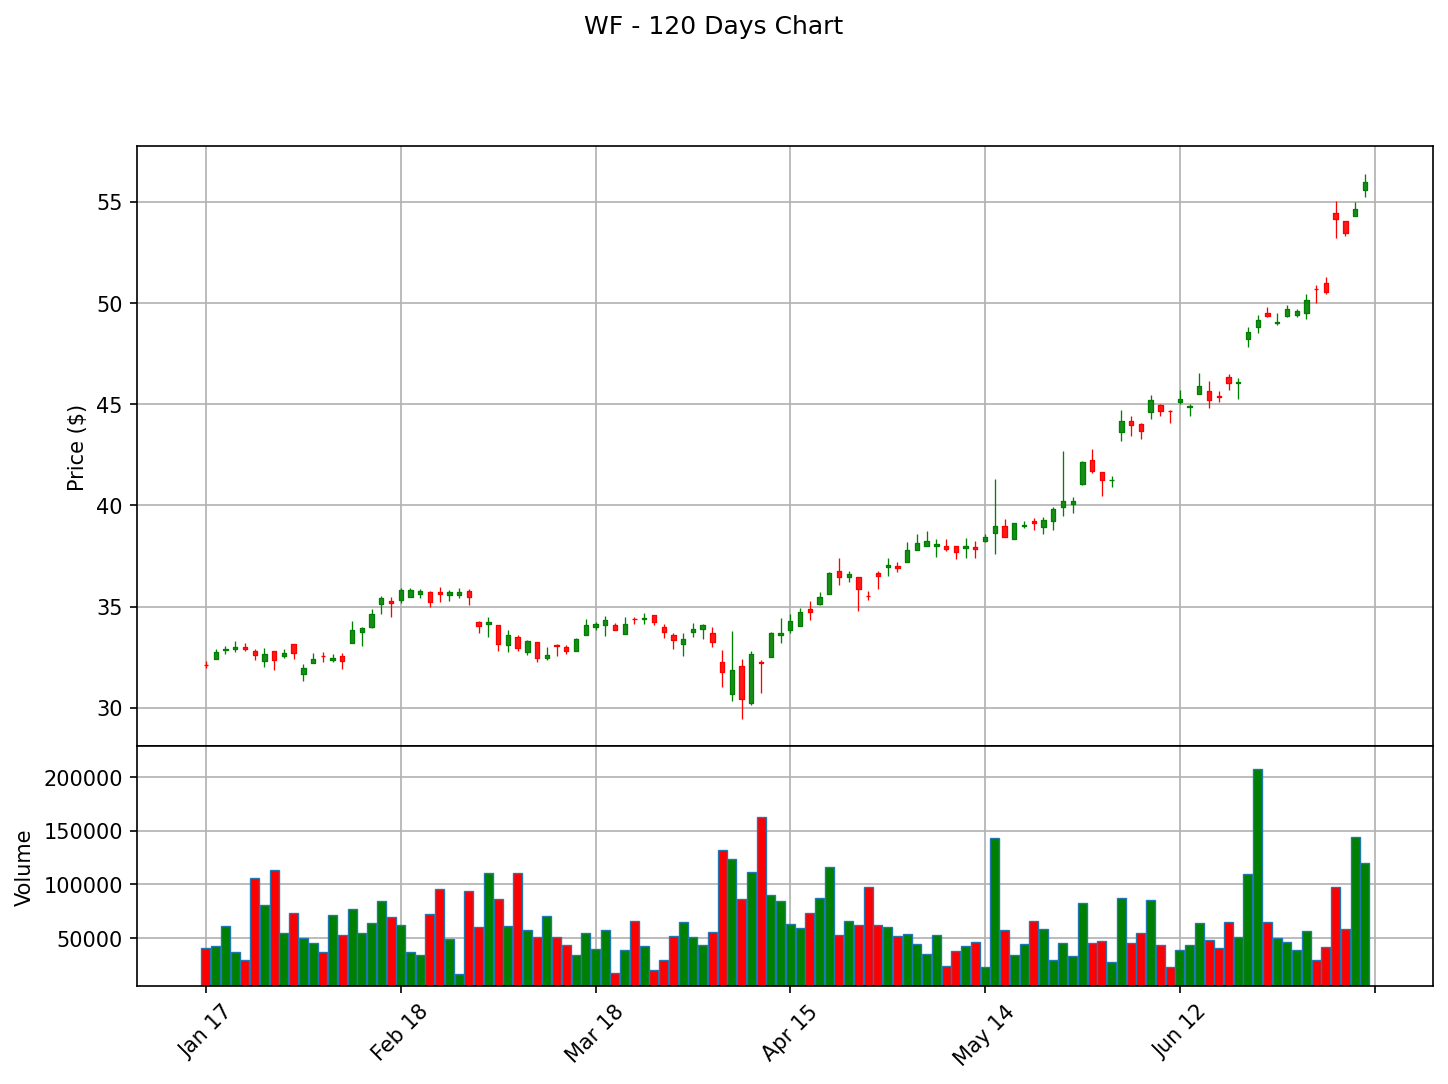 WF - 120 Days Chart
Price ($)
55
50
45
40
35
30
Volume
200000
150000
100000
50000
Jan 17
Feb 18
Mar 18
Apr 15
May 14
Jun 12